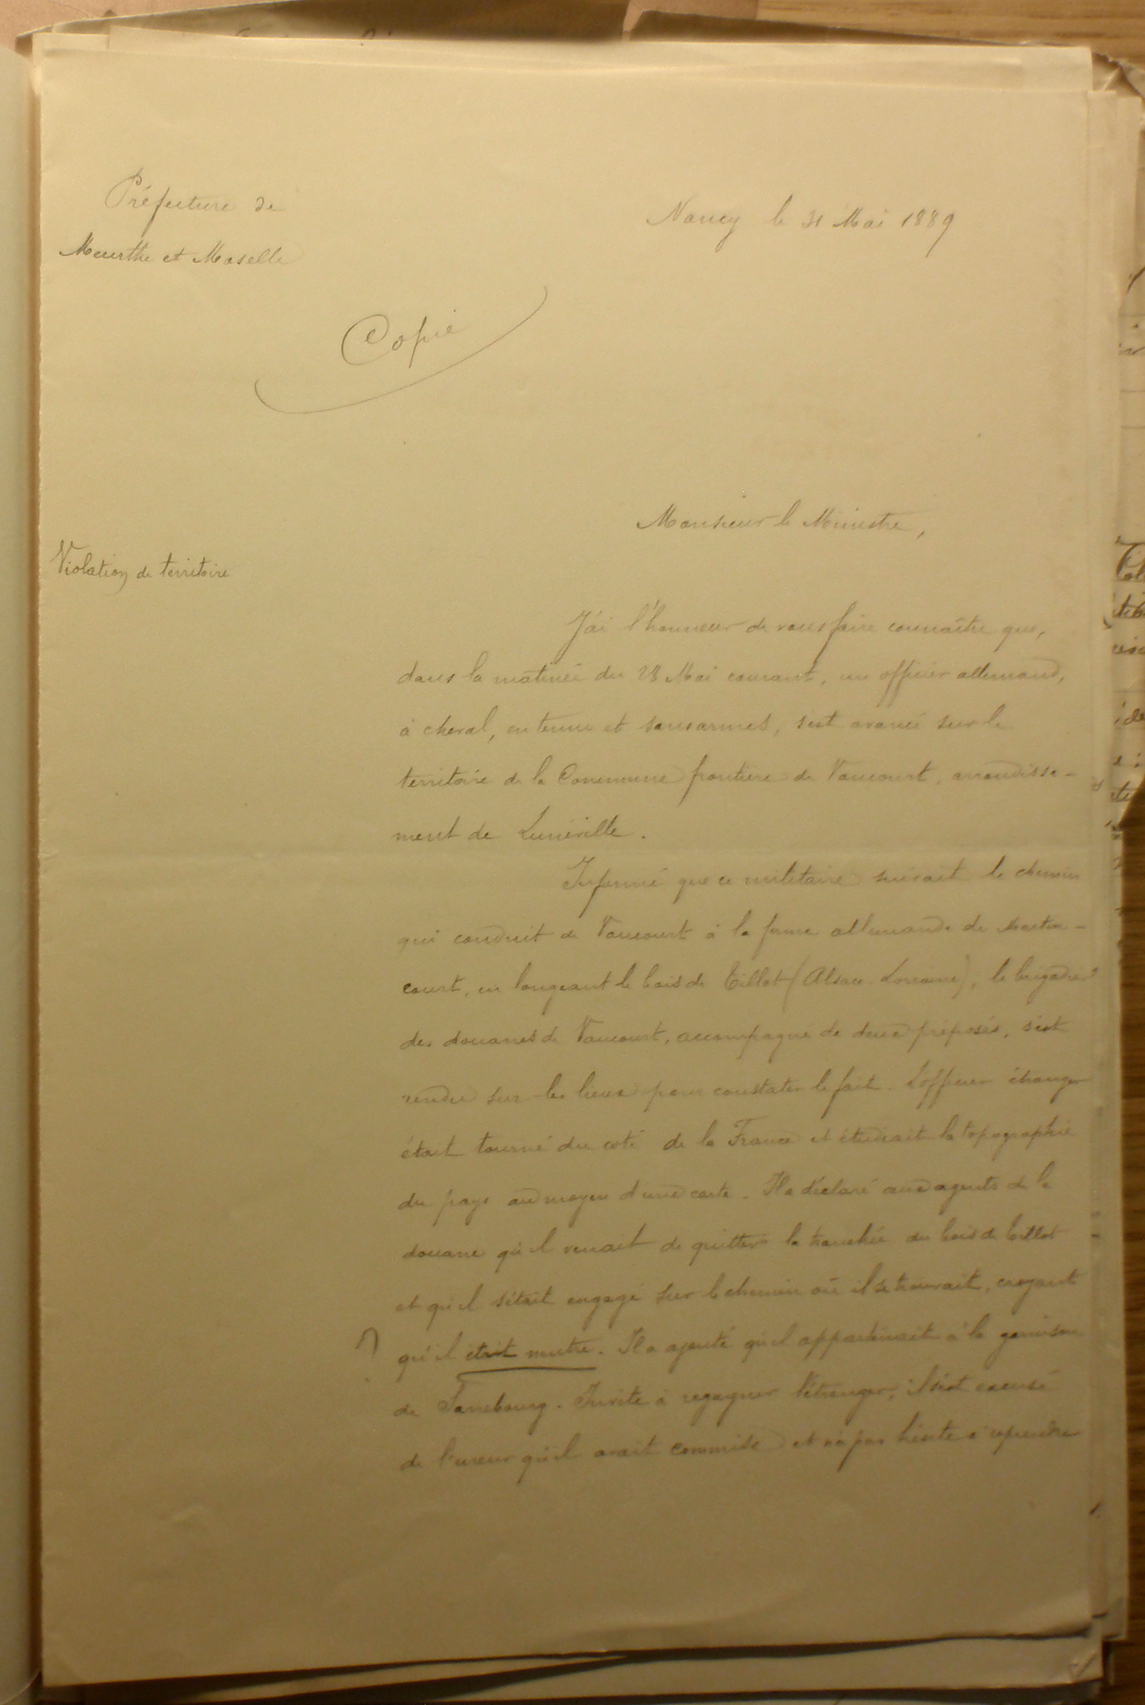 Préfecture de
Meurthe et Moselle
Nancy le 31 Mai 1889
Copie
Monsieur le Ministre,
Violation de territoire
J'ai l'honneur de vous faire connaître que,
dans la matinée du 28 Mai courant, un officier allemand,
à cheval, en tenue et sans armes, s'est avancé sur le
territoire de la Commune frontière de Vaucourt, arrondisse-
ment de Lunéville.
Informé que ce militaire suivait le chemin
qui conduit de Vaucourt à la ferme allemande de Martin-
court, en longeant le bois de Tillot (Alsace-Lorraine), le brigadier
des douanes de Vaucourt, accompagné de deux préposés, s'est
rendu sur les lieux pour constater le fait. L'officier étranger
était tourné du coté de la France et étudiait la topographie
du pays au moyen d'une carte. Il a déclaré aux agents de la
douane qu'il venait de quitter la tranchée du bois de Tillot
et qu'il s'était engagé sur le chemin où il se trouvait, croyant
? qu'il était neutre. Il a ajouté qu'il appartenait à la garnison
de Sarrebourg. Invité à regagner l'étranger, il s'est excusé
de l'erreur qu'il avait commise et n'a pas hésité à reprendre